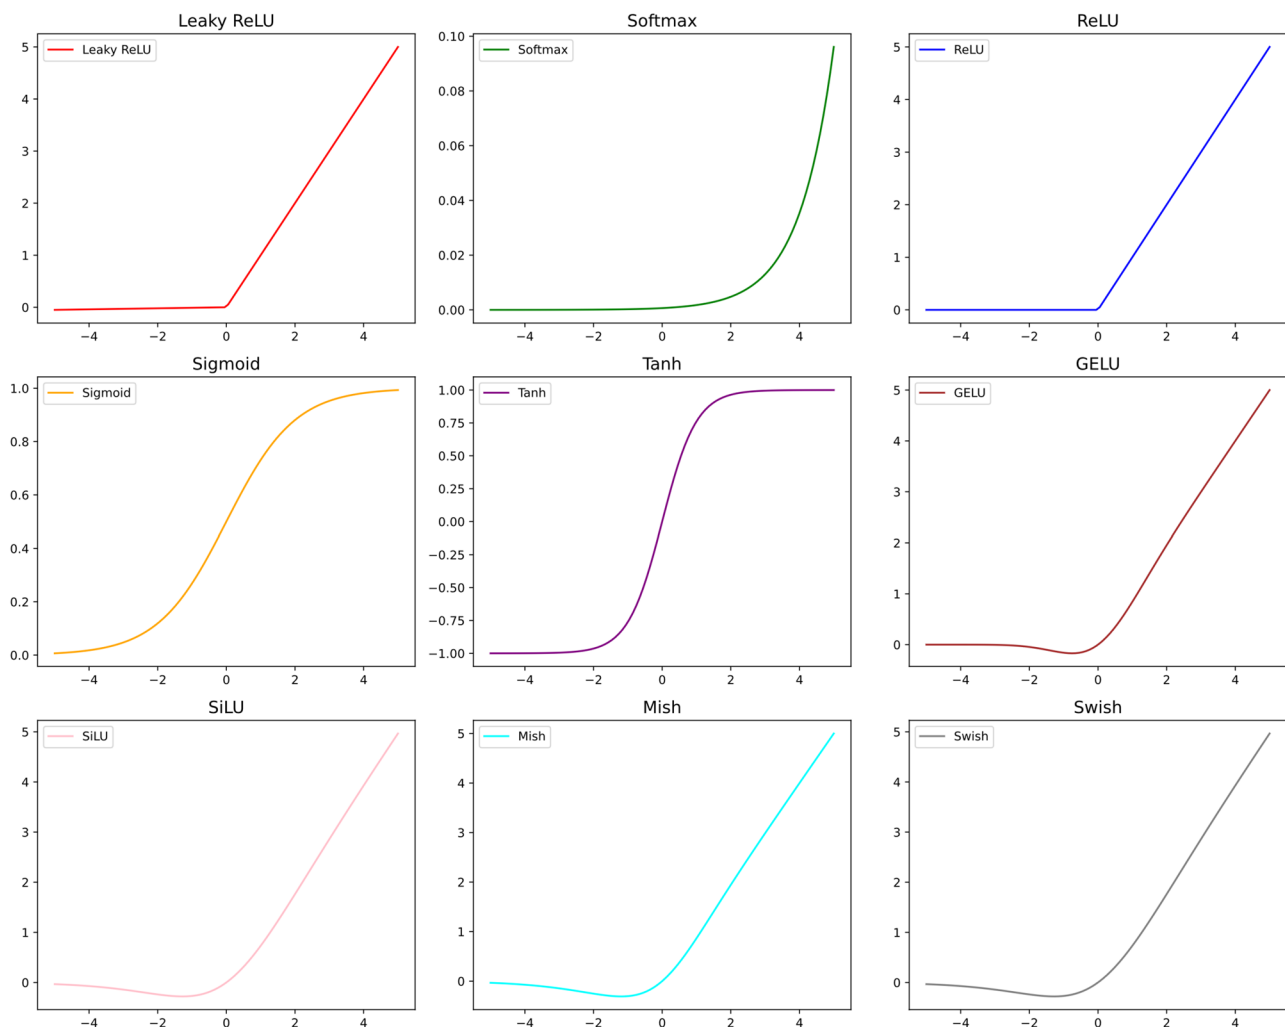 Leaky ReLU
Leaky ReLU
5
4
3
2
1
0
−4 −2 0 2 4
Softmax
Softmax
0.10
0.08
0.06
0.04
0.02
0.00
−4 −2 0 2 4
ReLU
ReLU
5
4
3
2
1
0
−4 −2 0 2 4
Sigmoid
Sigmoid
1.0
0.8
0.6
0.4
0.2
0.0
−4 −2 0 2 4
Tanh
Tanh
1.00
0.75
0.50
0.25
0.00
−0.25
−0.50
−0.75
−1.00
−4 −2 0 2 4
GELU
GELU
5
4
3
2
1
0
−4 −2 0 2 4
SiLU
SiLU
5
4
3
2
1
0
−4 −2 0 2 4
Mish
Mish
5
4
3
2
1
0
−4 −2 0 2 4
Swish
Swish
5
4
3
2
1
0
−4 −2 0 2 4